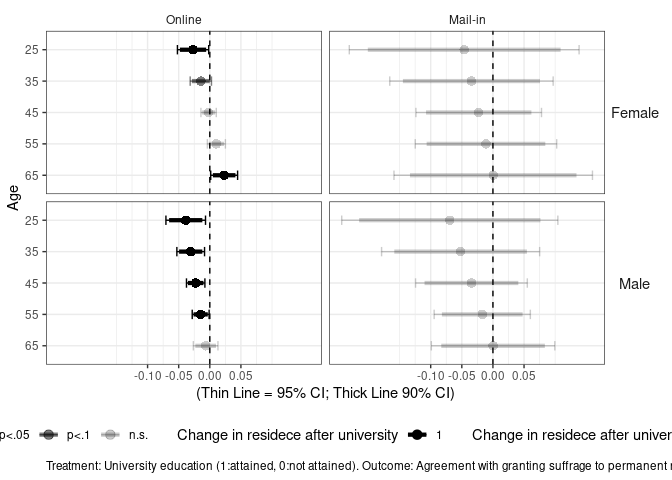 Online Mail-in
25
35
45
55
65
Female
Age
25
35
45
55
65
Male
-0.10 -0.05 0.00 0.05 -0.10 -0.05 0.00 0.05
(Thin Line = 95% CI; Thick Line 90% CI)
p<.05 p<.1 n.s. Change in residece after university 1 Change in residece after
Treatment: University education (1:attained, 0:not attained). Outcome: Agreement with granting suffrage to permanent